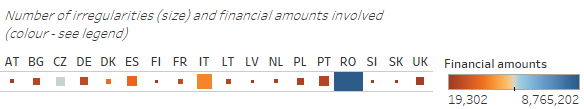 Number of irregularities (size) and financial amounts involved
(colour - see legend)
AT BG CZ DE DK ES FI FR IT LT LV NL PL PT RO SI SK UK
Financial amounts
19,302 8,765,202